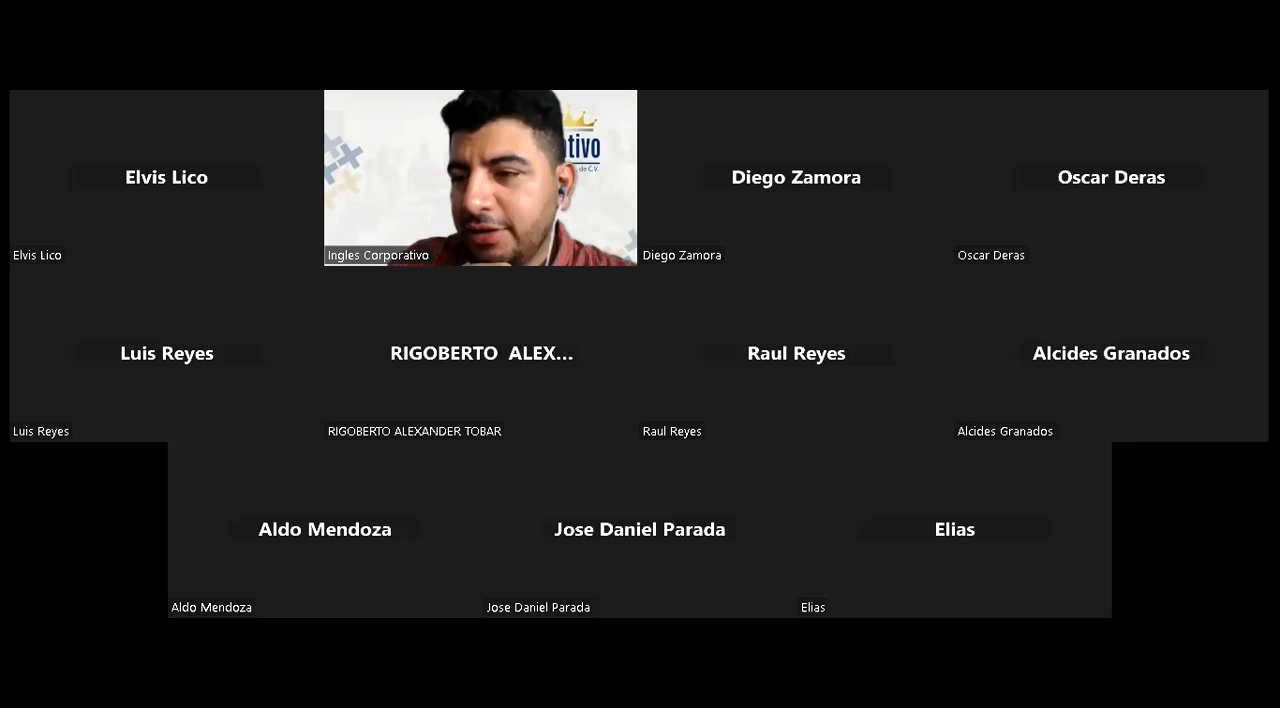 Elvis Lico
Elvis Lico
ativo
. de C.V.
Ingles Corporativo
Diego Zamora
Diego Zamora
Oscar Deras
Oscar Deras
Luis Reyes
Luis Reyes
RIGOBERTO ALEX...
RIGOBERTO ALEXANDER TOBAR
Raul Reyes
Raul Reyes
Alcides Granados
Alcides Granados
Aldo Mendoza
Aldo Mendoza
Jose Daniel Parada
Jose Daniel Parada
Elias
Elias